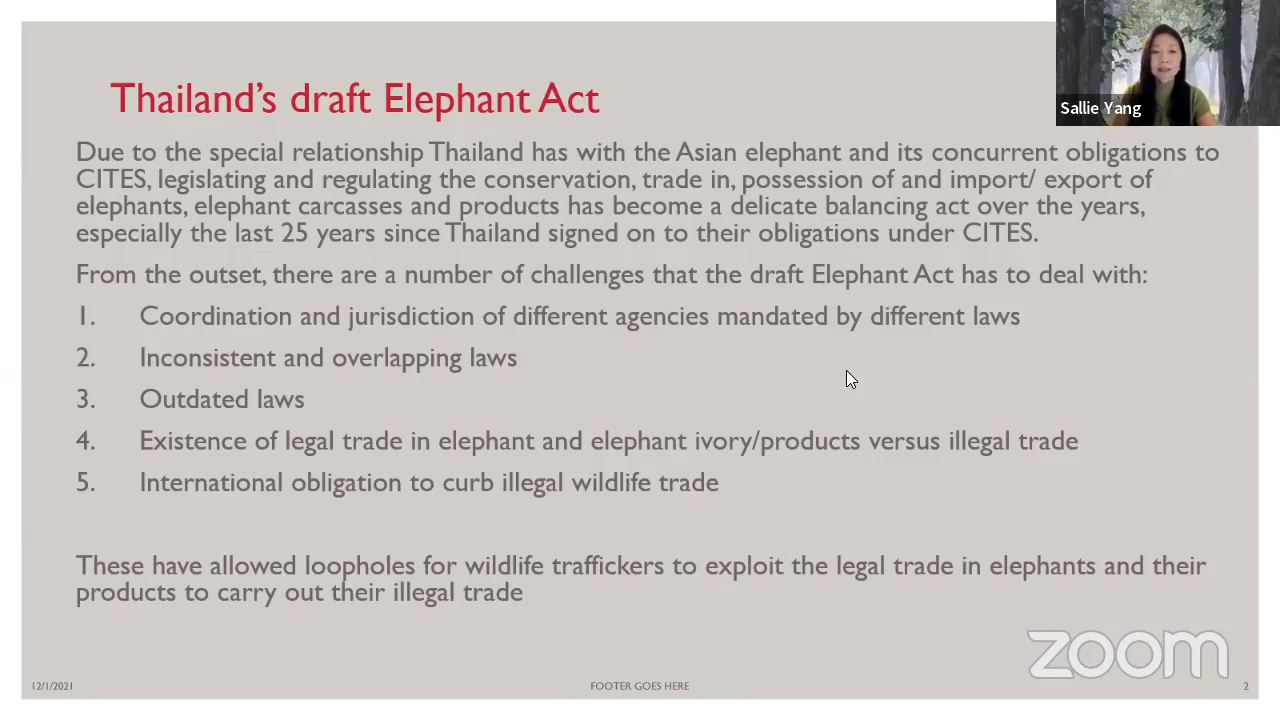 Sallie Yang
Thailand's draft Elephant Act
Due to the special relationship Thailand has with the Asian elephant and its concurrent obligations to
CITES, legislating and regulating the conservation, trade in, possession of and import/ export of
elephants, elephant carcasses and products has become a delicate balancing act over the years,
especially the last 25 years since Thailand signed on to their obligations under CITES.
From the outset, there are a number of challenges that the draft Elephant Act has to deal with:
1. Coordination and jurisdiction of different agencies mandated by different laws
2. Inconsistent and overlapping laws
3. Outdated laws
4. Existence of legal trade in elephant and elephant ivory/products versus illegal trade
5. International obligation to curb illegal wildlife trade
These have allowed loopholes for wildlife traffickers to exploit the legal trade in elephants and their
products to carry out their illegal trade
zoom
12/1/2021 FOOTER GOES HERE 2